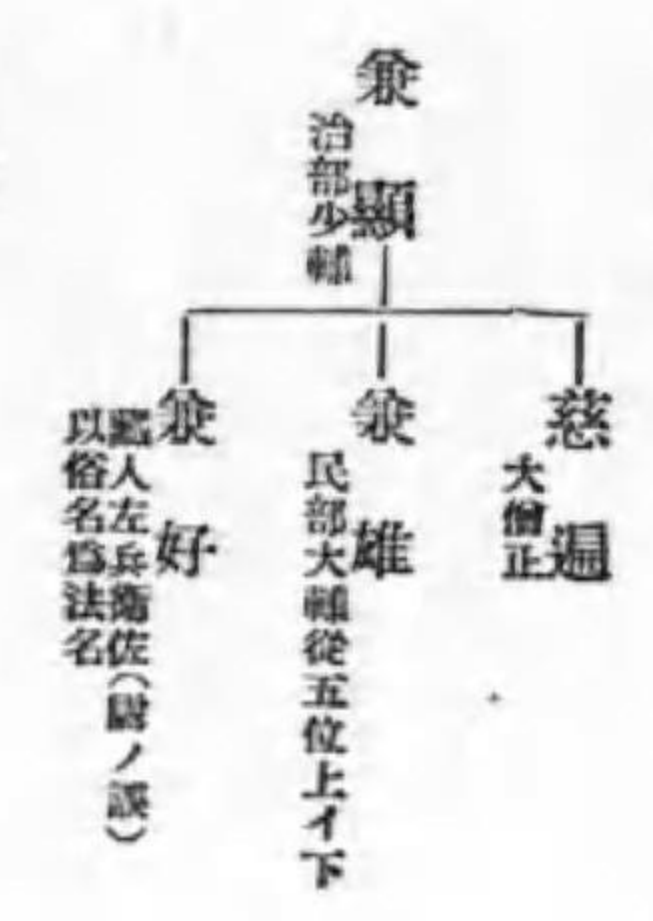 兼顯
治部少輔
慈遍
大僧正
兼雄
民部大輔從五位上イ下
兼好
藏人左兵衞佐(尉ノ誤)
以俗名爲法名